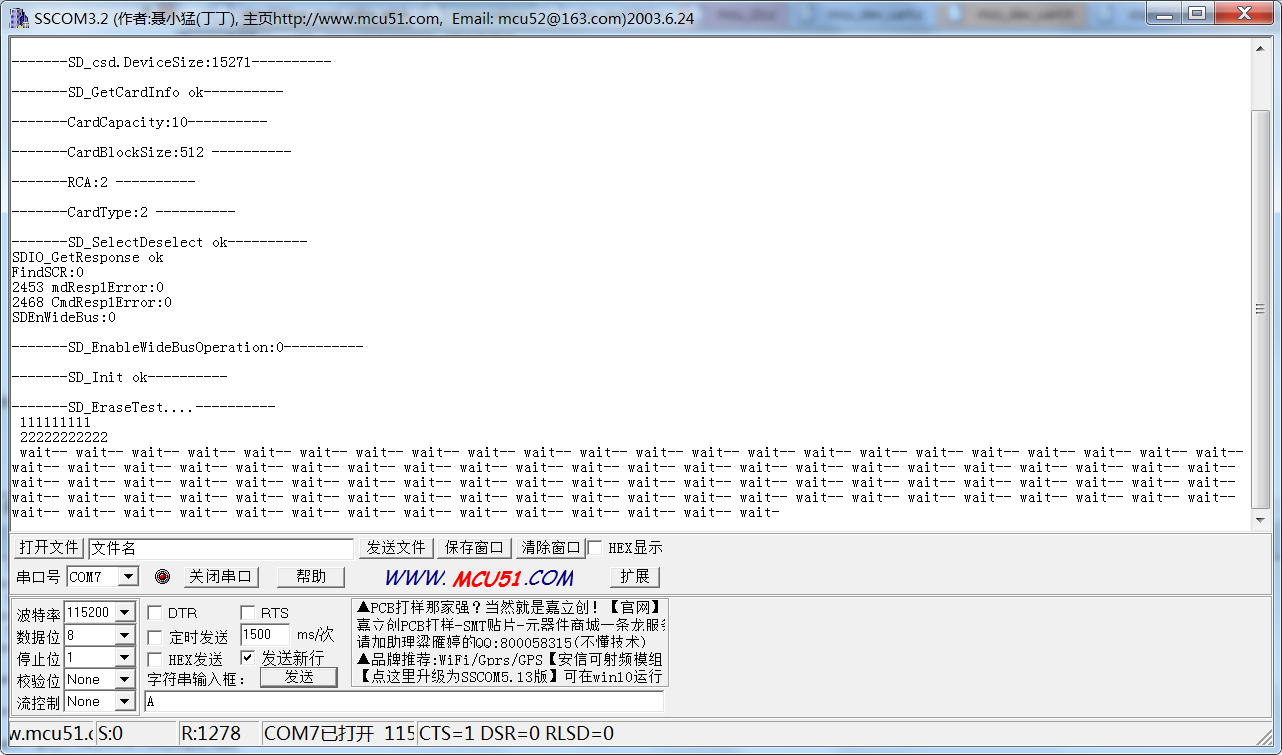 SSCOM3.2 (作者:聂小猛(丁丁), 主页http://www.mcu51.com,  Email: mcu52@163.com)2003.6.24
-------SD_csd.DeviceSize:15271----------
-------SD_GetCardInfo ok----------
-------CardCapacity:10----------
-------CardBlockSize:512 ----------
-------RCA:2 ----------
-------CardType:2 ----------
-------SD_SelectDeselect ok----------
SDIO_GetResponse ok
FindSCR:0
2453 mdResp1Error:0
2468 CmdResp1Error:0
SDEnWideBus:0
-------SD_EnableWideBusOperation:0----------
-------SD_Init ok----------
-------SD_EraseTest....----------
111111111
22222222222
wait-- wait-- wait-- wait-- wait-- wait-- wait-- wait-- wait-- wait-- wait-- wait-- wait-- wait-- wait-- wait-- wait-- wait-- wait-- wait-- wait-- wait--
wait-- wait-- wait-- wait-- wait-- wait-- wait-- wait-- wait-- wait-- wait-- wait-- wait-- wait-- wait-- wait-- wait-- wait-- wait-- wait-- wait-- wait--
wait-- wait-- wait-- wait-- wait-- wait-- wait-- wait-- wait-- wait-- wait-- wait-- wait-- wait-- wait-- wait-- wait-- wait-- wait-- wait-- wait-- wait--
wait-- wait-- wait-- wait-- wait-- wait-- wait-- wait-- wait-- wait-- wait-- wait-- wait-- wait-- wait-- wait-- wait-- wait-- wait-- wait-- wait-- wait--
wait-- wait-- wait-- wait-- wait-- wait-- wait-- wait-- wait-- wait-- wait-- wait-- wait-- wait-
打开文件 文件名 发送文件 保存窗口 清除窗口 HEX显示
串口号 COM7 关闭串口 帮助 WWW.MCU51.COM 扩展
波特率 115200 DTR RTS
数据位 8 定时发送 1500 ms/次
停止位 1 HEX发送 发送新行
校验位 None 字符串输入框: 发送
流控制 None A
▲PCB打样那家强?当然就是嘉立创!【官网】
嘉立创PCB打样-SMT贴片-元器件商城一条龙服务
请加助理梁雁婷的QQ:800058315(不懂技术)
▲品牌推荐:WiFi/Gprs/GPS【安信可射频模组
【点这里升级为SSCOM5.13版】可在win10运行
w.mcu51.c S:0 R:1278 COM7已打开 115 CTS=1 DSR=0 RLSD=0